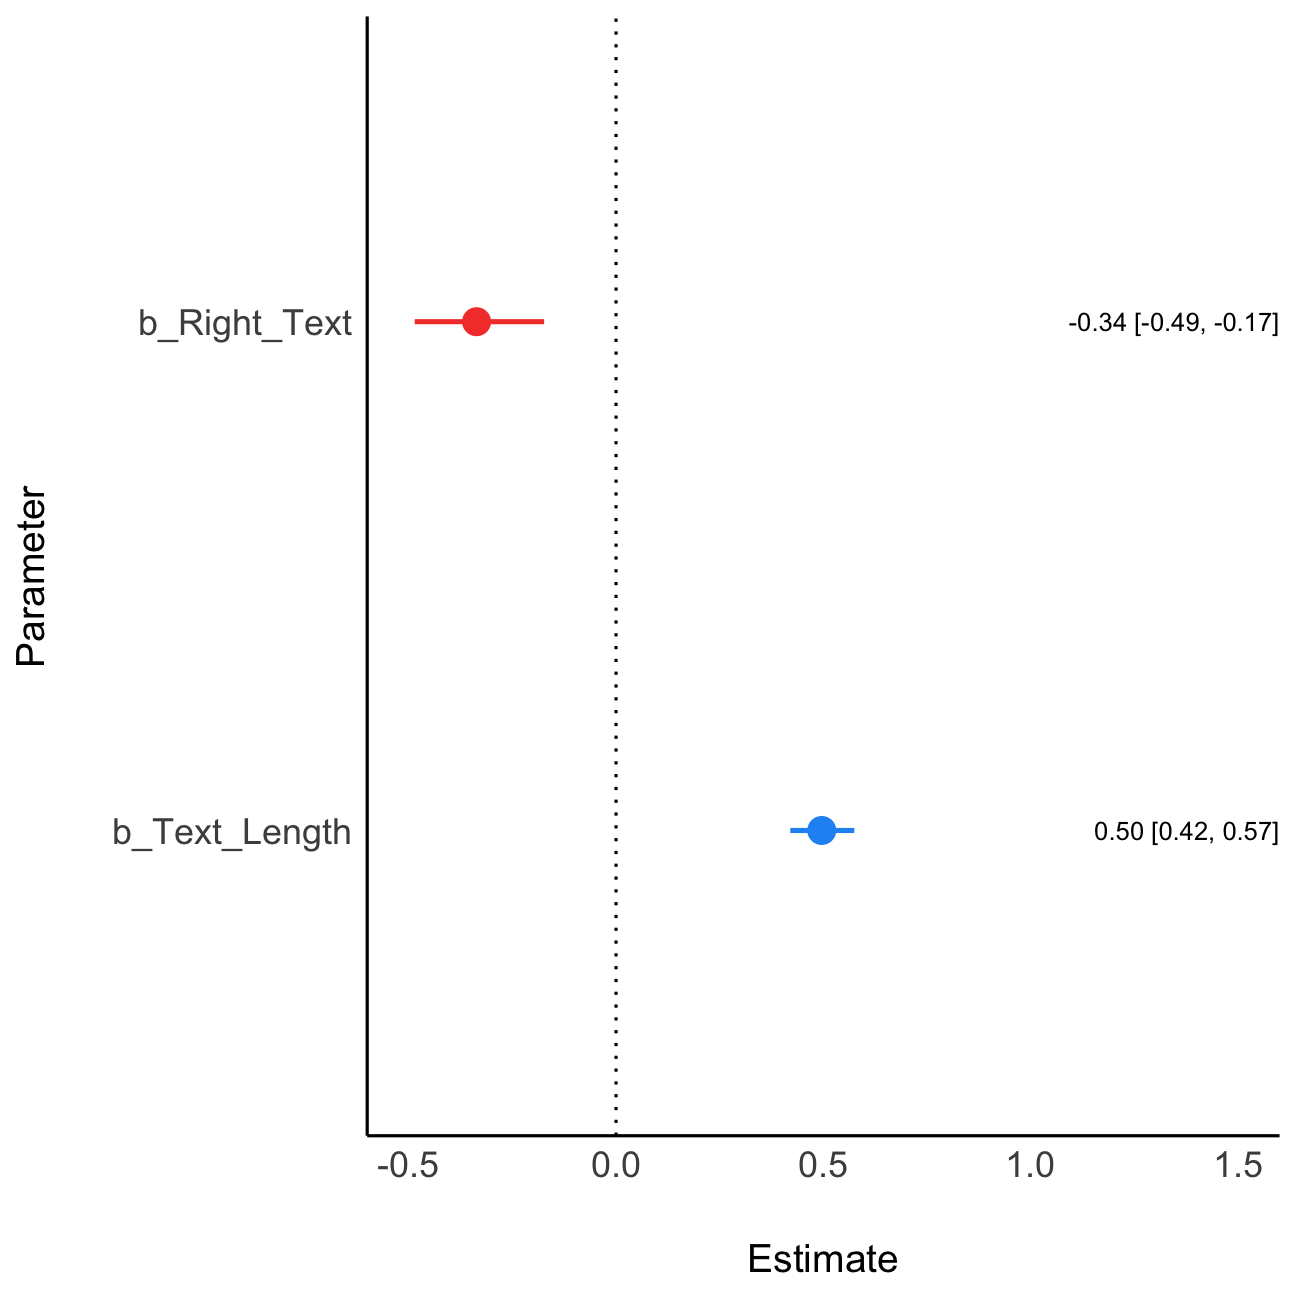 b_Right_Text
-0.34 [-0.49, -0.17]
Parameter
b_Text_Length
0.50 [0.42, 0.57]
-0.5 0.0 0.5 1.0 1.5
Estimate